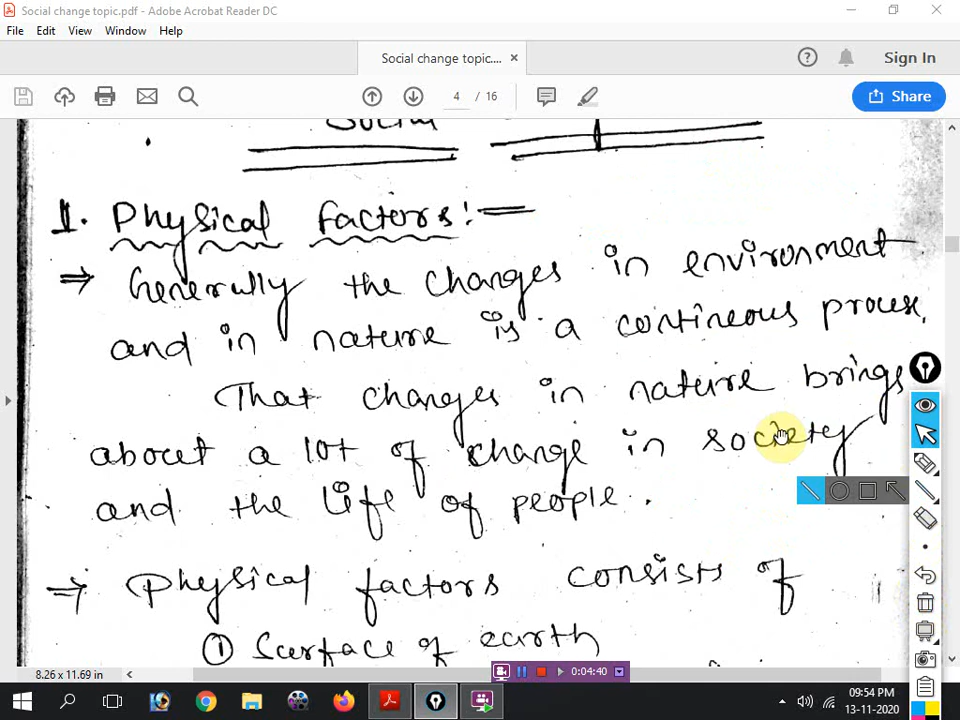 Social change topic.pdf - Adobe Acrobat Reader DC
File Edit View Window Help
Social change topic.... ×
Sign In
4 / 16
Share
Social
1. Physical factors:-
⇒ Generally the changes in environment
and in nature is a continuous process.
That changes in nature brings
about a lot of change in society
and the life of people.
⇒ Physical factors consists of
① Surface of earth
8.26 x 11.69 in
0:04:40
09:54 PM
13-11-2020